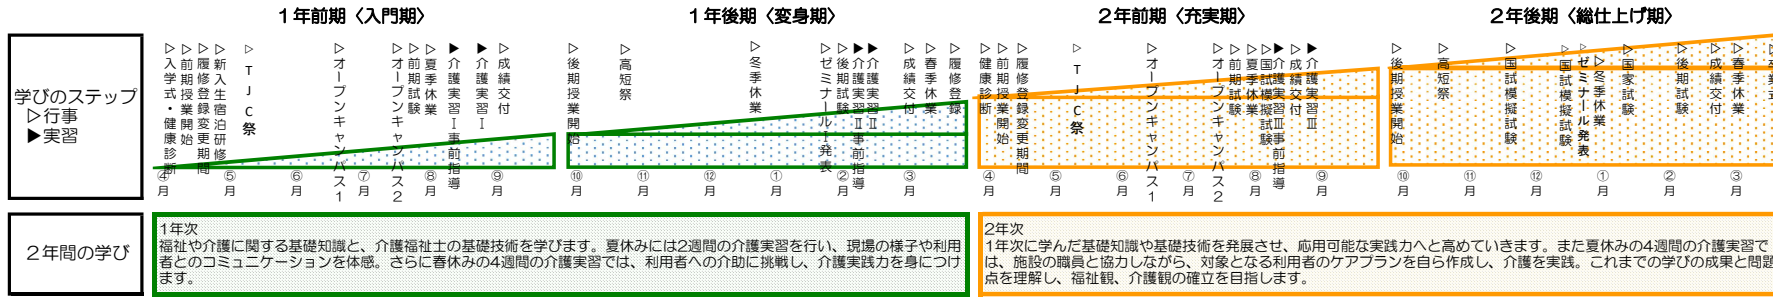 1年前期〈入門期〉
1年後期〈変身期〉
2年前期〈充実期〉
2年後期〈総仕上げ期〉
学びのステップ
▷行事
▶実習
▷入学式・健康診断
▷前期授業開始
▷履修登録変更期間
▷新入生宿泊研修
▷TJC祭
▷オープンキャンパス1
▷オープンキャンパス2
▷前期試験
▷夏季休業
▶介護実習Ⅰ事前指導
▶介護実習Ⅰ
▷成績交付
④月
⑤月
⑥月
⑦月
⑧月
⑨月
▷後期授業開始
▷高短祭
▷冬季休業
▷ゼミナールⅠ発表
▷後期試験
▶介護実習Ⅱ事前指導
▶介護実習Ⅱ
▷成績交付
▷春季休業
▷履修登録
⑩月
⑪月
⑫月
①月
②月
③月
▷健康診断
▷前期授業開始
▷履修登録変更期間
▷TJC祭
▷オープンキャンパス1
▷オープンキャンパス2
▷前期試験
▷夏季休業
▷国試模擬試験
▶介護実習Ⅲ事前指導
▷成績交付
▶介護実習Ⅲ
④月
⑤月
⑥月
⑦月
⑧月
⑨月
▷後期授業開始
▷高短祭
▷国試模擬試験
▷国試模擬試験
▷ゼミナール発表
▷冬季休業
▷国家試験
▷後期試験
▷成績交付
▷春季休業
⑩月
⑪月
⑫月
①月
②月
③月
2年間の学び
1年次
福祉や介護に関する基礎知識と、介護福祉士の基礎技術を学びます。夏休みには2週間の介護実習を行い、現場の様子や利用
者とのコミュニケーションを体感。さらに春休みの4週間の介護実習では、利用者への介助に挑戦し、介護実践力を身につけ
ます。
2年次
1年次に学んだ基礎知識や基礎技術を発展させ、応用可能な実践力へと高めていきます。また夏休みの4週間の介護実習で
は、施設の職員と協力しながら、対象となる利用者のケアプランを自ら作成し、介護を実践。これまでの学びの成果と問題
点を理解し、福祉観、介護観の確立を目指します。